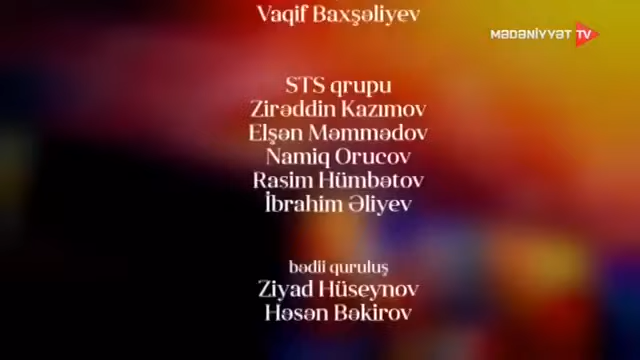 Vaqif Baxşəliyev
MƏDƏNİYYƏT TV
STS qrupu
Zirəddin Kazımov
Elşən Məmmədov
Namiq Orucov
Rasim Hümbətov
İbrahim Əliyev
bədii quruluş
Ziyad Hüseynov
Həsən Bəkirov